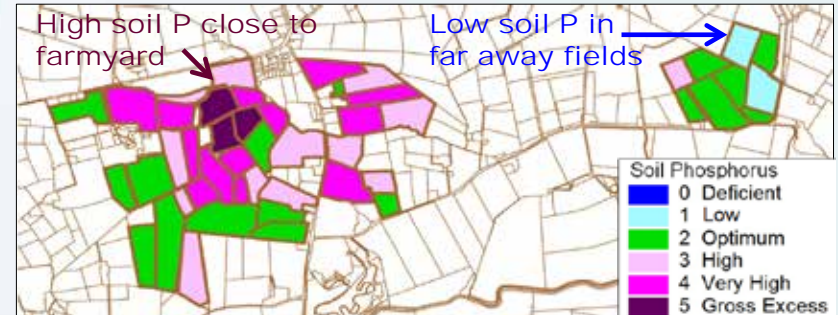 High soil P close to
farmyard
Low soil P in
far away fields
Soil Phosphorus
0 Deficient
1 Low
2 Optimum
3 High
4 Very High
5 Gross Excess